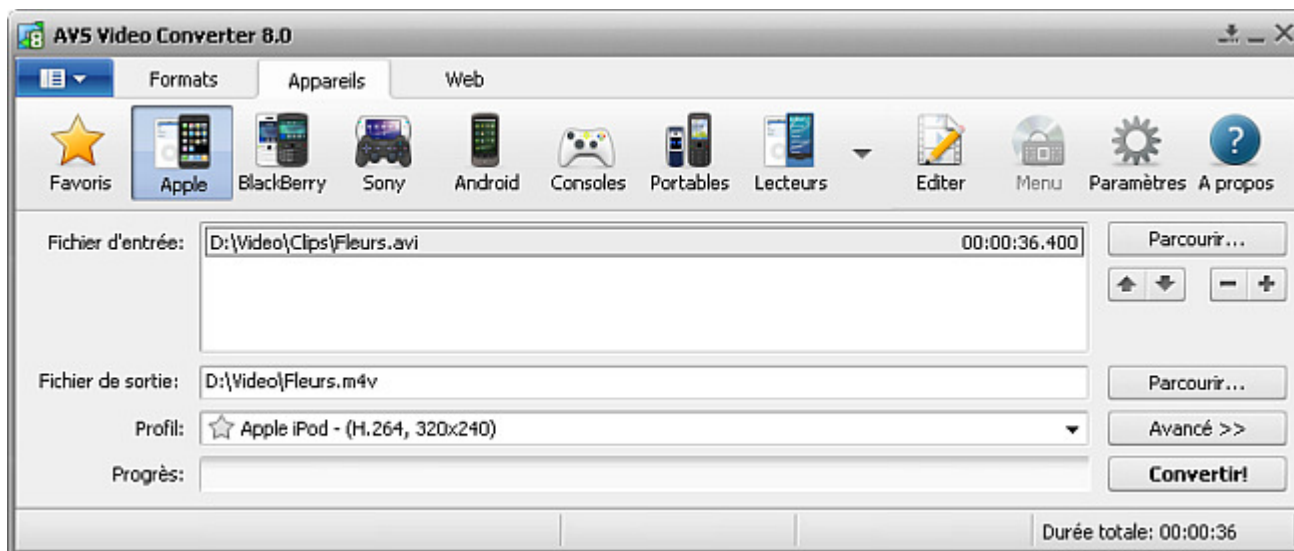 AVS Video Converter 8.0
Formats Appareils Web
Favoris Apple BlackBerry Sony Android Consoles Portables Lecteurs Editer Menu Paramètres A propos
Fichier d'entrée: D:\Video\Clips\Fleurs.avi 00:00:36.400 Parcourir...
Fichier de sortie: D:\Video\Fleurs.m4v Parcourir...
Profil: Apple iPod - (H.264, 320x240) Avancé >>
Progrès: Convertir!
Durée totale: 00:00:36